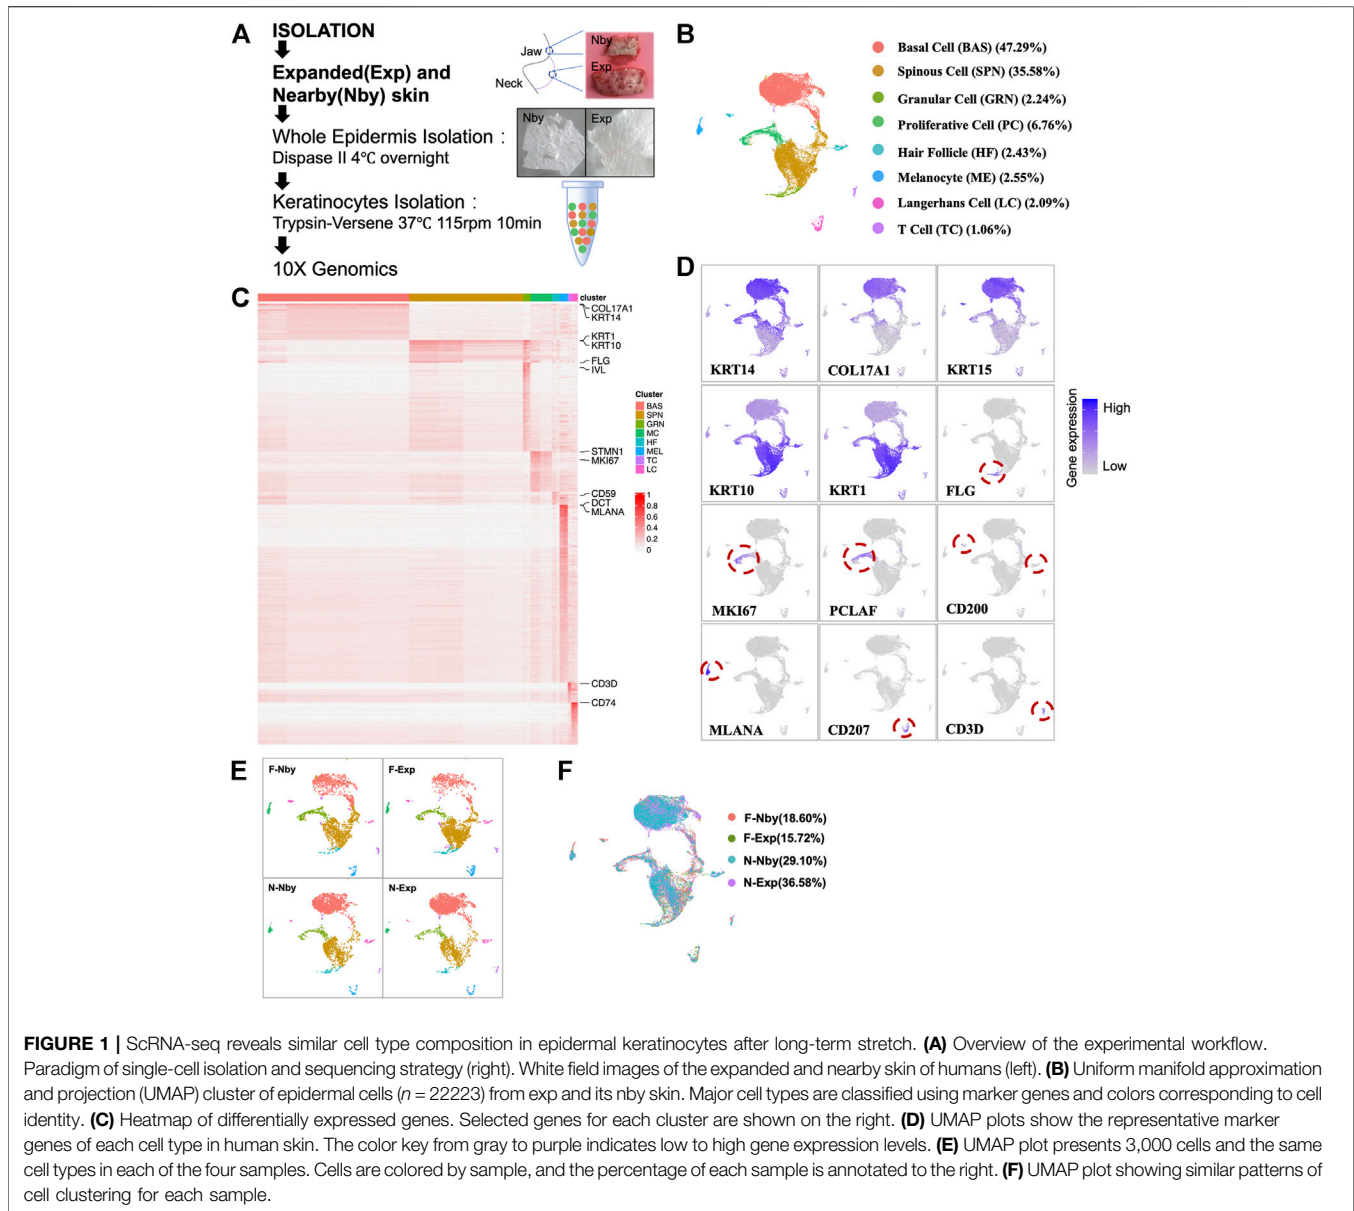 A
ISOLATION
Expanded(Exp) and
Nearby(Nby) skin
Whole Epidermis Isolation :
Dispase II 4℃ overnight
Keratinocytes Isolation :
Trypsin-Versene 37℃ 115rpm 10min
10X Genomics
Jaw
Neck
Nby
Exp
Nby
Exp
B
Basal Cell (BAS) (47.29%)
Spinous Cell (SPN) (35.58%)
Granular Cell (GRN) (2.24%)
Proliferative Cell (PC) (6.76%)
Hair Follicle (HF) (2.43%)
Melanocyte (ME) (2.55%)
Langerhans Cell (LC) (2.09%)
T Cell (TC) (1.06%)
C
cluster
COL17A1
KRT14
KRT1
KRT10
FLG
IVL
STMN1
MKI67
CD59
DCT
MLANA
CD3D
CD74
Cluster
BAS
SPN
GRN
MC
HF
MEL
TC
LC
1
0.8
0.6
0.4
0.2
0
D
KRT14
COL17A1
KRT15
KRT10
KRT1
FLG
MKI67
PCLAF
CD200
MLANA
CD207
CD3D
Gene expression
High
Low
E
F-Nby
F-Exp
N-Nby
N-Exp
F
F-Nby(18.60%)
F-Exp(15.72%)
N-Nby(29.10%)
N-Exp(36.58%)
FIGURE 1 | ScRNA-seq reveals similar cell type composition in epidermal keratinocytes after long-term stretch. (A) Overview of the experimental workflow.
Paradigm of single-cell isolation and sequencing strategy (right). White field images of the expanded and nearby skin of humans (left). (B) Uniform manifold approximation
and projection (UMAP) cluster of epidermal cells (n = 22223) from exp and its nby skin. Major cell types are classified using marker genes and colors corresponding to cell
identity. (C) Heatmap of differentially expressed genes. Selected genes for each cluster are shown on the right. (D) UMAP plots show the representative marker
genes of each cell type in human skin. The color key from gray to purple indicates low to high gene expression levels. (E) UMAP plot presents 3,000 cells and the same
cell types in each of the four samples. Cells are colored by sample, and the percentage of each sample is annotated to the right. (F) UMAP plot showing similar patterns of
cell clustering for each sample.